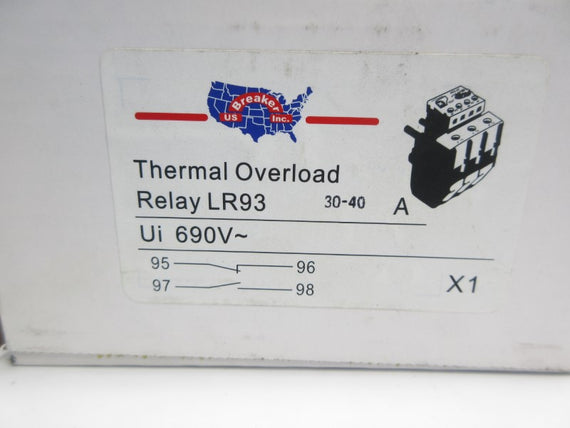 US Breaker Inc.
Thermal Overload
Relay LR93 30-40 A
Ui 690V~
95 96
97 98
X1